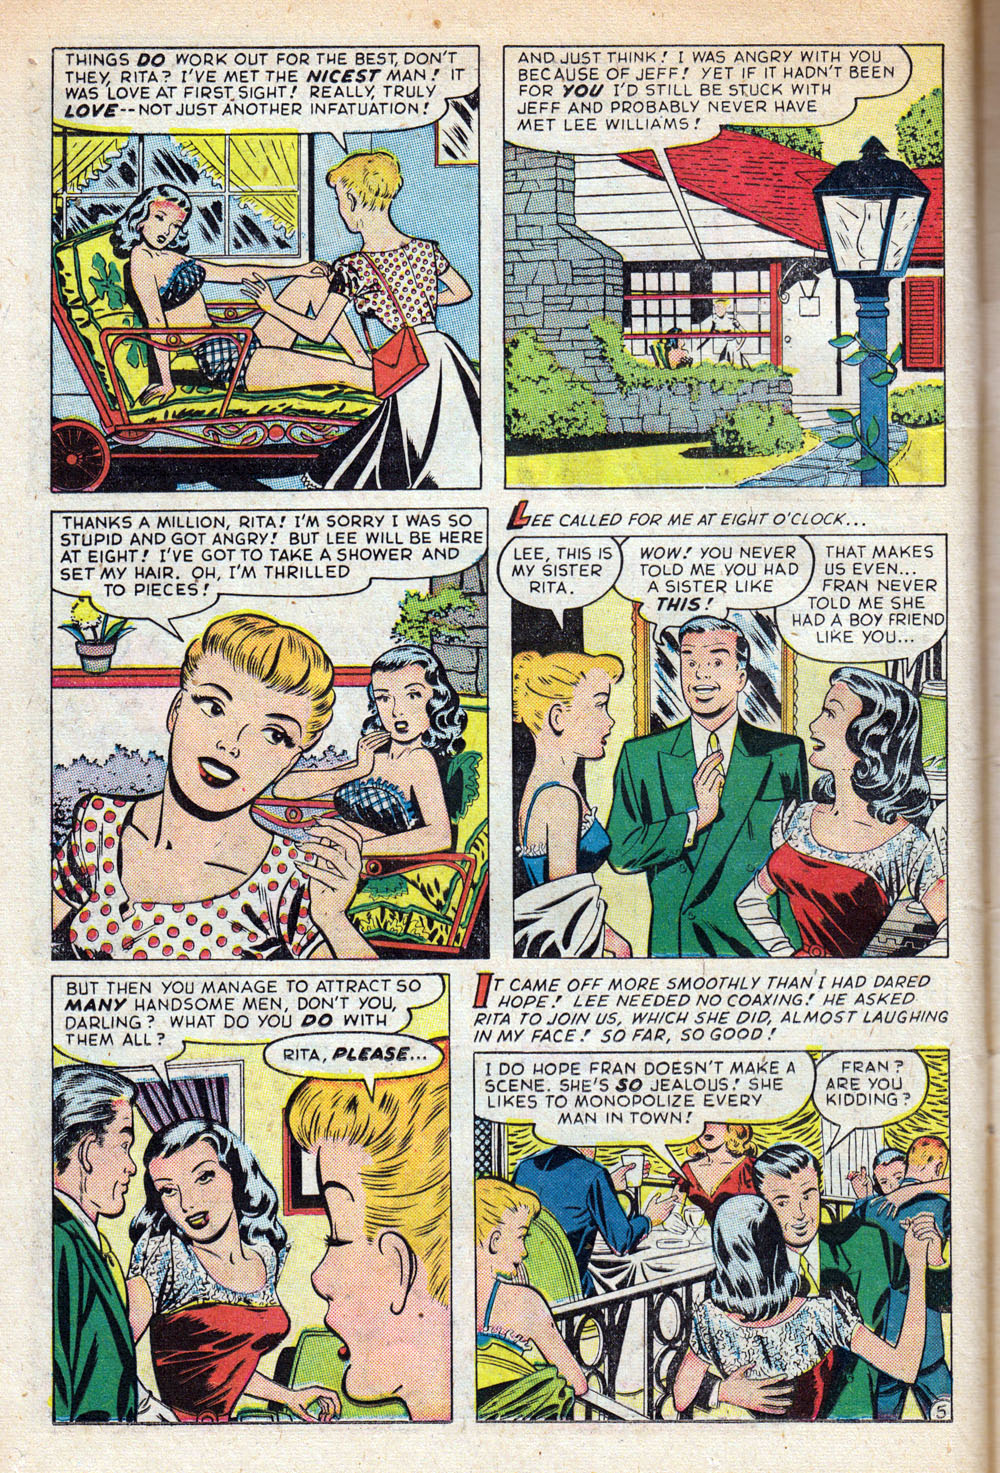 THINGS DO WORK OUT FOR THE BEST, DON'T
THEY, RITA? I'VE MET THE NICEST MAN! IT
WAS LOVE AT FIRST SIGHT! REALLY, TRULY
LOVE--NOT JUST ANOTHER INFATUATION!
AND JUST THINK! I WAS ANGRY WITH YOU
BECAUSE OF JEFF! YET IF IT HADN'T BEEN
FOR YOU I'D STILL BE STUCK WITH
JEFF AND PROBABLY NEVER HAVE
MET LEE WILLIAMS!
THANKS A MILLION, RITA! I'M SORRY I WAS SO
STUPID AND GOT ANGRY! BUT LEE WILL BE HERE
AT EIGHT! I'VE GOT TO TAKE A SHOWER AND
SET MY HAIR. OH, I'M THRILLED
TO PIECES!
LEE CALLED FOR ME AT EIGHT O'CLOCK...
LEE, THIS IS
MY SISTER
RITA.
WOW! YOU NEVER
TOLD ME YOU HAD
A SISTER LIKE
THIS!
THAT MAKES
US EVEN...
FRAN NEVER
TOLD ME SHE
HAD A BOY FRIEND
LIKE YOU...
BUT THEN YOU MANAGE TO ATTRACT SO
MANY HANDSOME MEN, DON'T YOU,
DARLING? WHAT DO YOU DO WITH
THEM ALL?
RITA, PLEASE...
IT CAME OFF MORE SMOOTHLY THAN I HAD DARED
HOPE! LEE NEEDED NO COAXING! HE ASKED
RITA TO JOIN US, WHICH SHE DID, ALMOST LAUGHING
IN MY FACE! SO FAR, SO GOOD!
I DO HOPE FRAN DOESN'T MAKE A
SCENE. SHE'S SO JEALOUS! SHE
LIKES TO MONOPOLIZE EVERY
MAN IN TOWN!
FRAN?
ARE YOU
KIDDING?
5